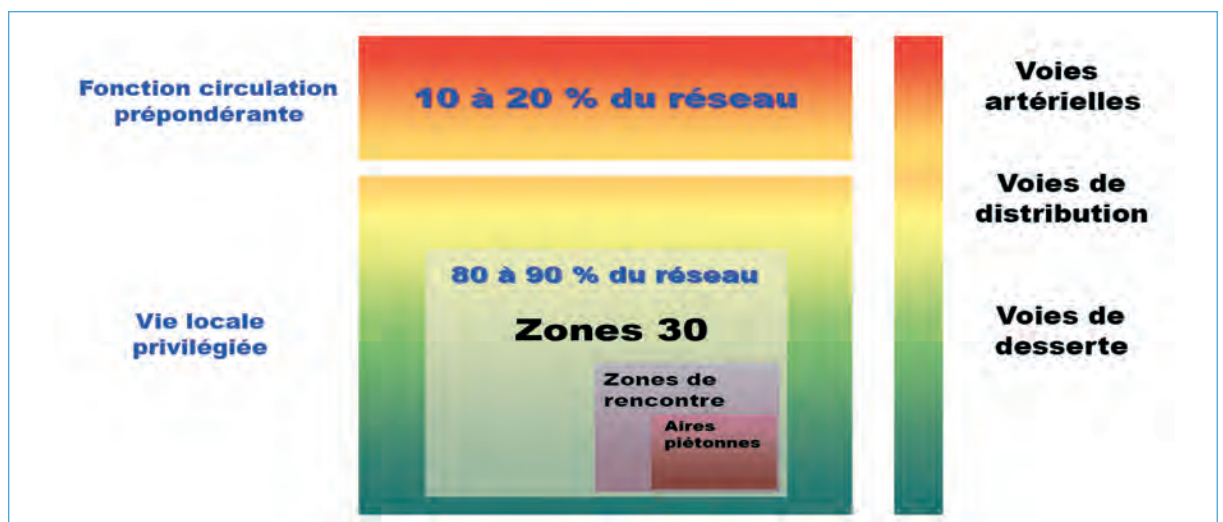 Fonction circulation
prépondérante
10 à 20 % du réseau
Voies
artérielles
Voies de
distribution
80 à 90 % du réseau
Zones 30
Vie locale
privilégiée
Voies de
desserte
Zones de
rencontre
Aires
piétonnes